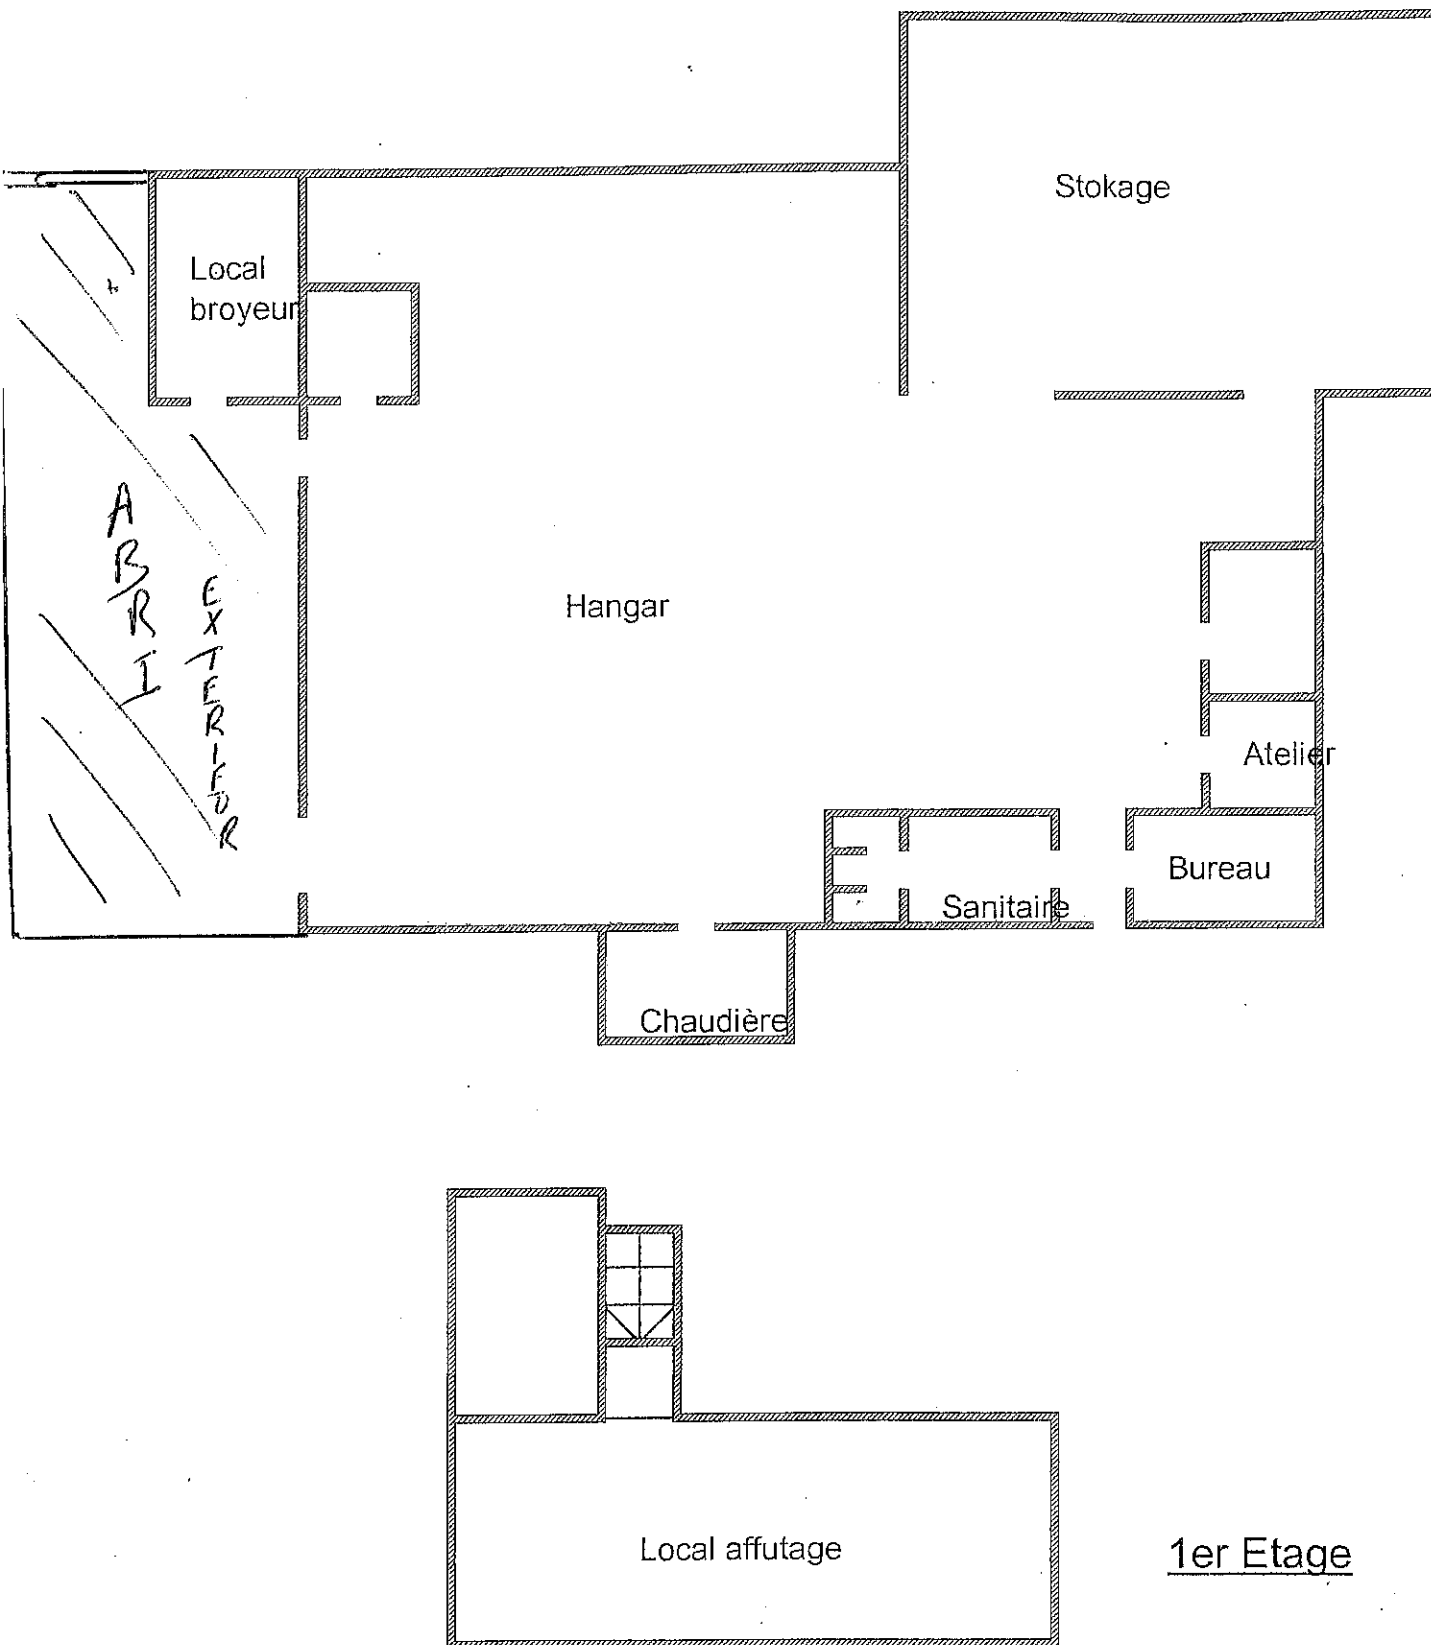 Stokage
Local
broyeur
ABRI
EXTERIEUR
Hangar
Atelier
Bureau
Sanitaire
Chaudière
Local affutage
1er Etage